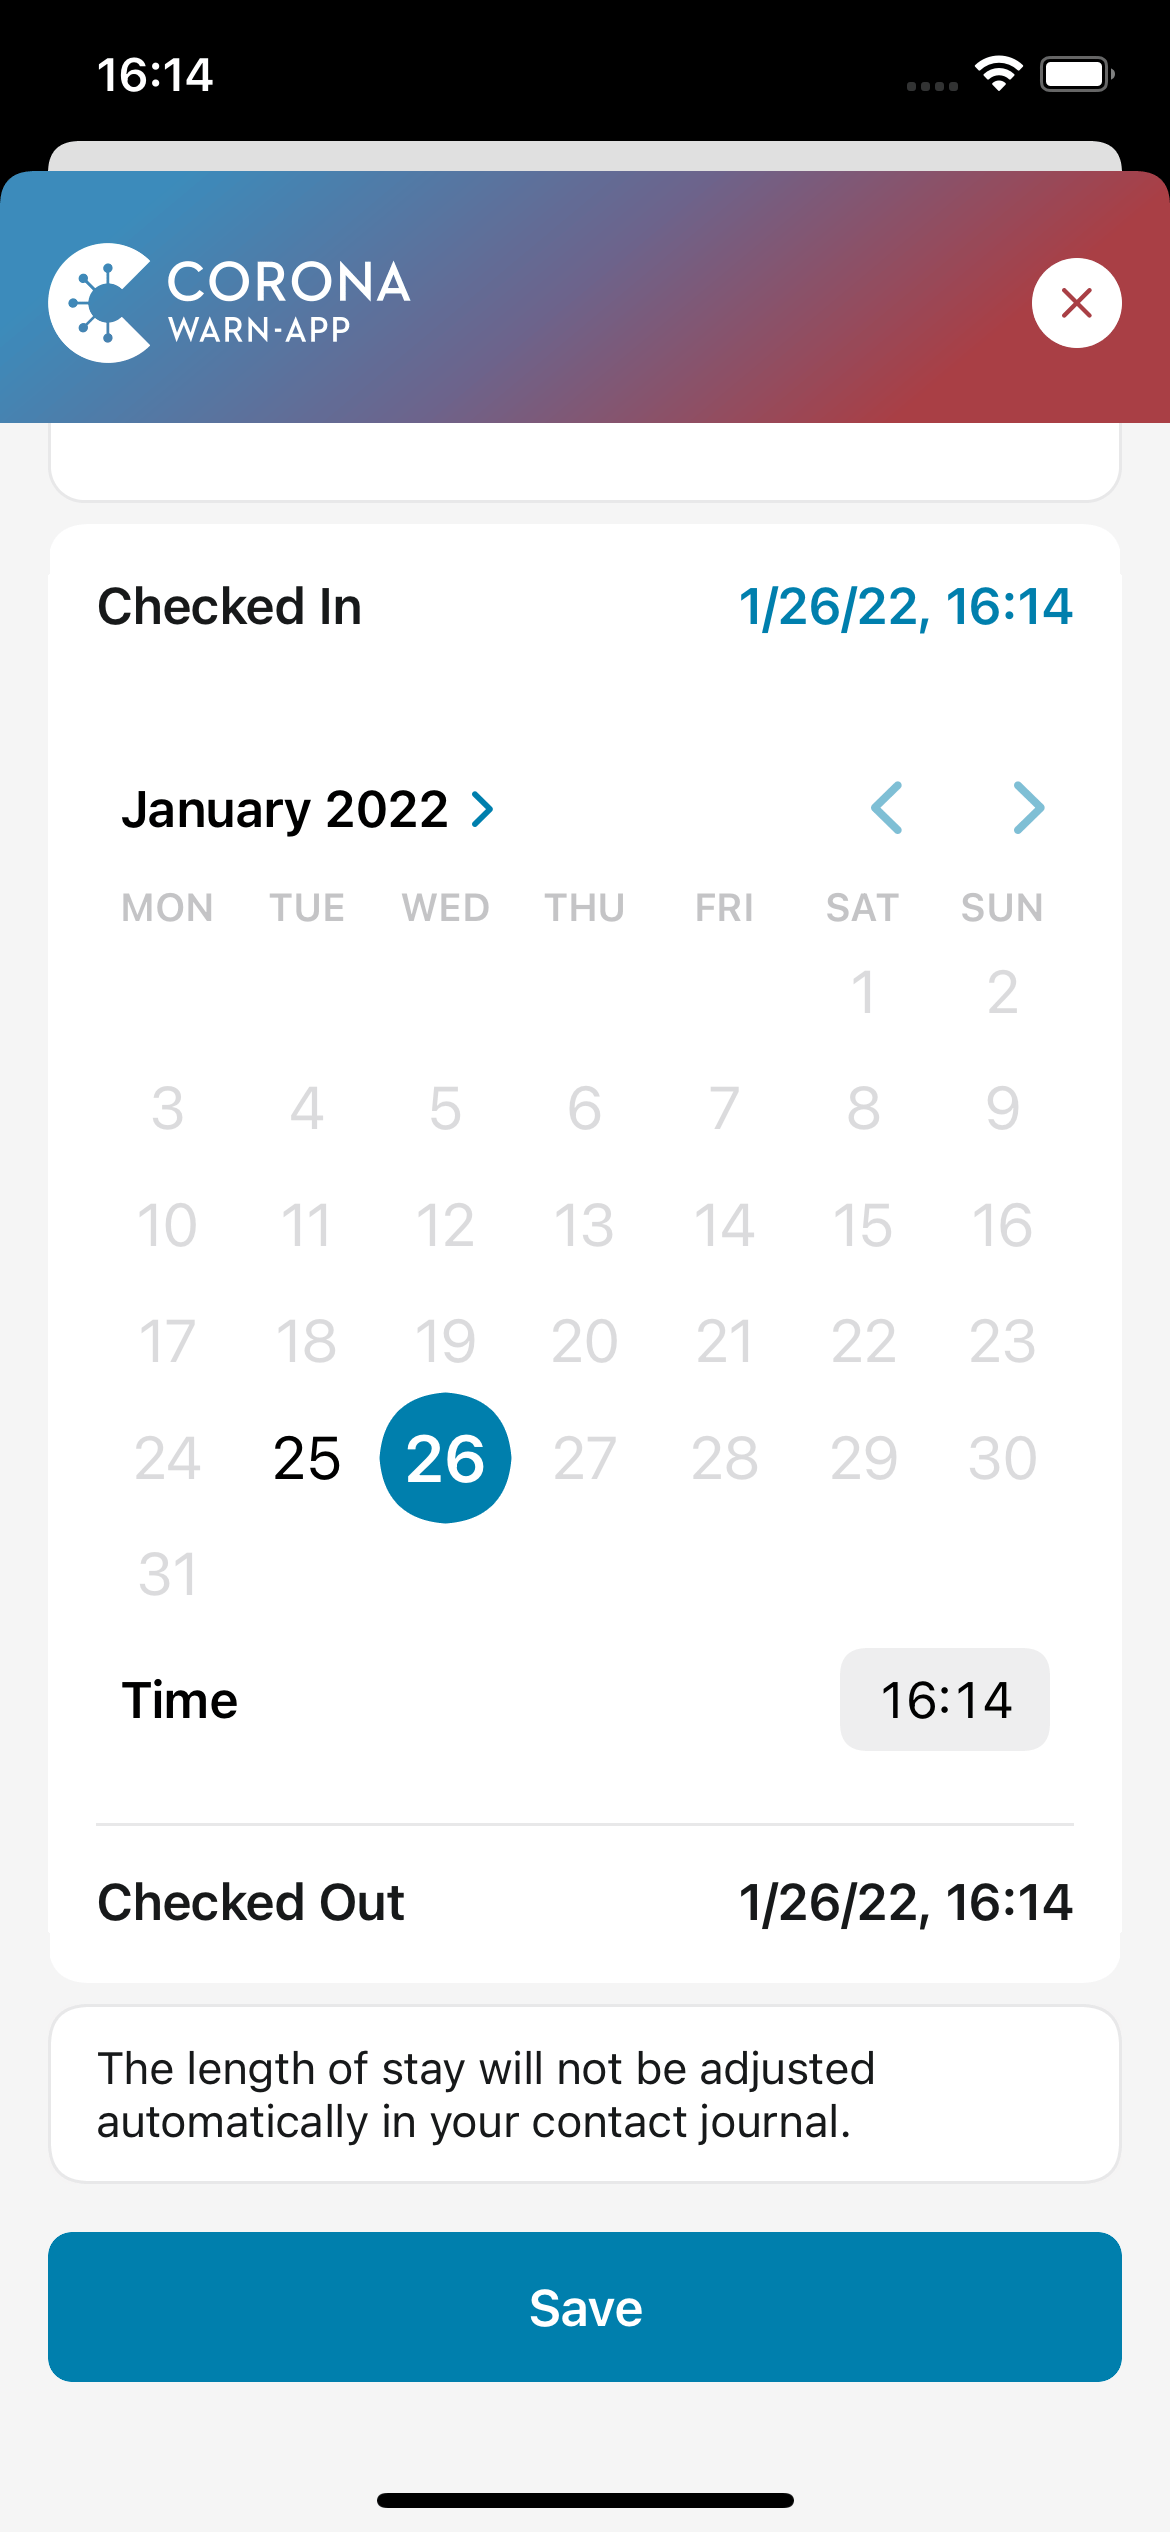 16:14
CORONA
WARN-APP
Checked In 1/26/22, 16:14
January 2022
MON TUE WED THU FRI SAT SUN
1 2
3 4 5 6 7 8 9
10 11 12 13 14 15 16
17 18 19 20 21 22 23
24 25 26 27 28 29 30
31
Time 16:14
Checked Out 1/26/22, 16:14
The length of stay will not be adjusted
automatically in your contact journal.
Save